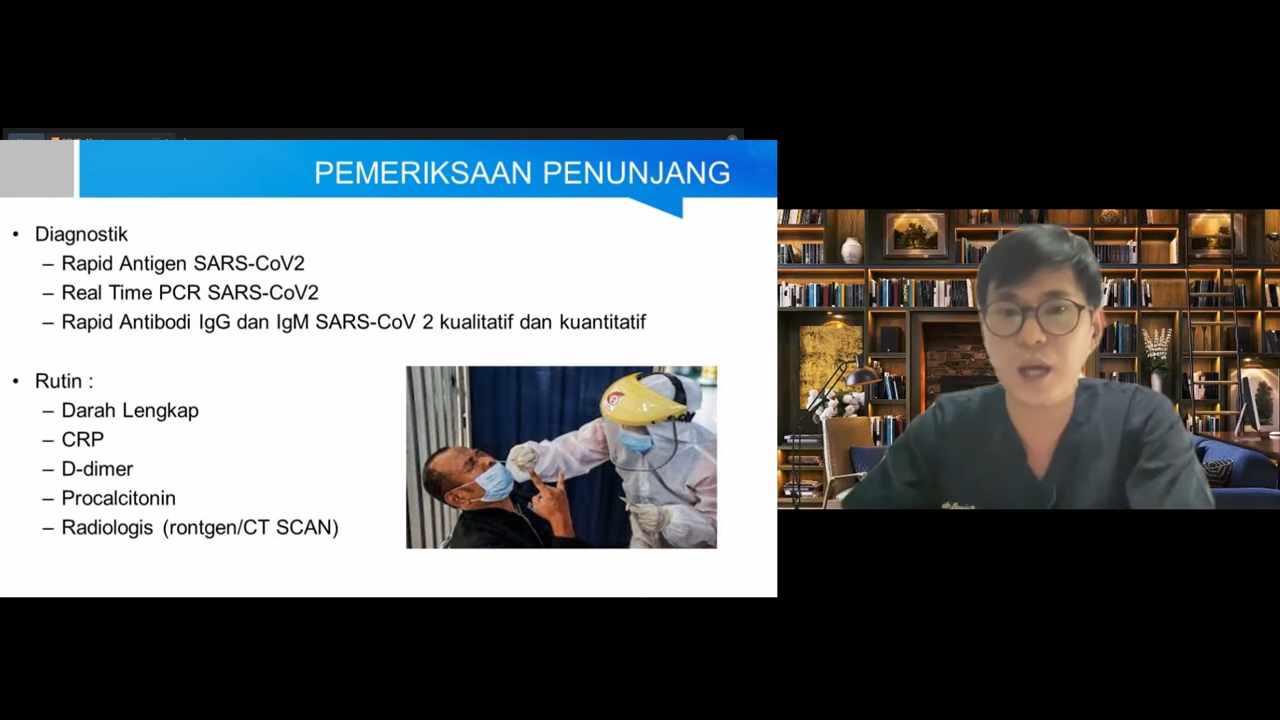 PEMERIKSAAN PENUNJANG
• Diagnostik
– Rapid Antigen SARS-CoV2
– Real Time PCR SARS-CoV2
– Rapid Antibodi IgG dan IgM SARS-CoV 2 kualitatif dan kuantitatif
• Rutin :
– Darah Lengkap
– CRP
– D-dimer
– Procalcitonin
– Radiologis (rontgen/CT SCAN)